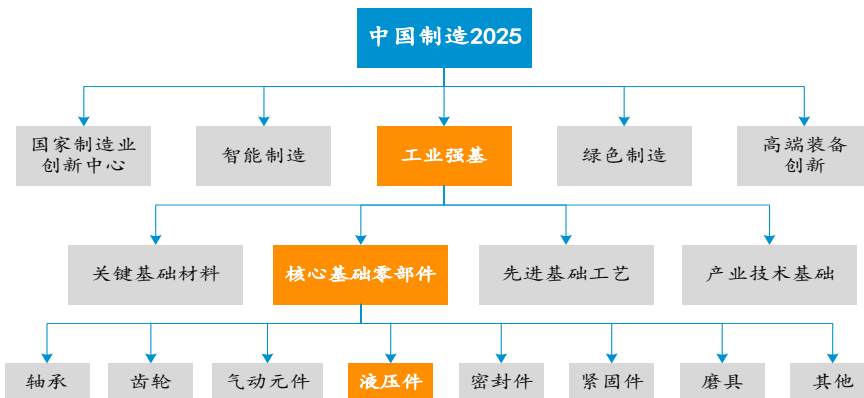 中国制造2025
国家制造业
创新中心
智能制造
工业强基
绿色制造
高端装备
创新
关键基础材料
核心基础零部件
先进基础工艺
产业技术基础
轴承
齿轮
气动元件
液压件
密封件
紧固件
磨具
其他